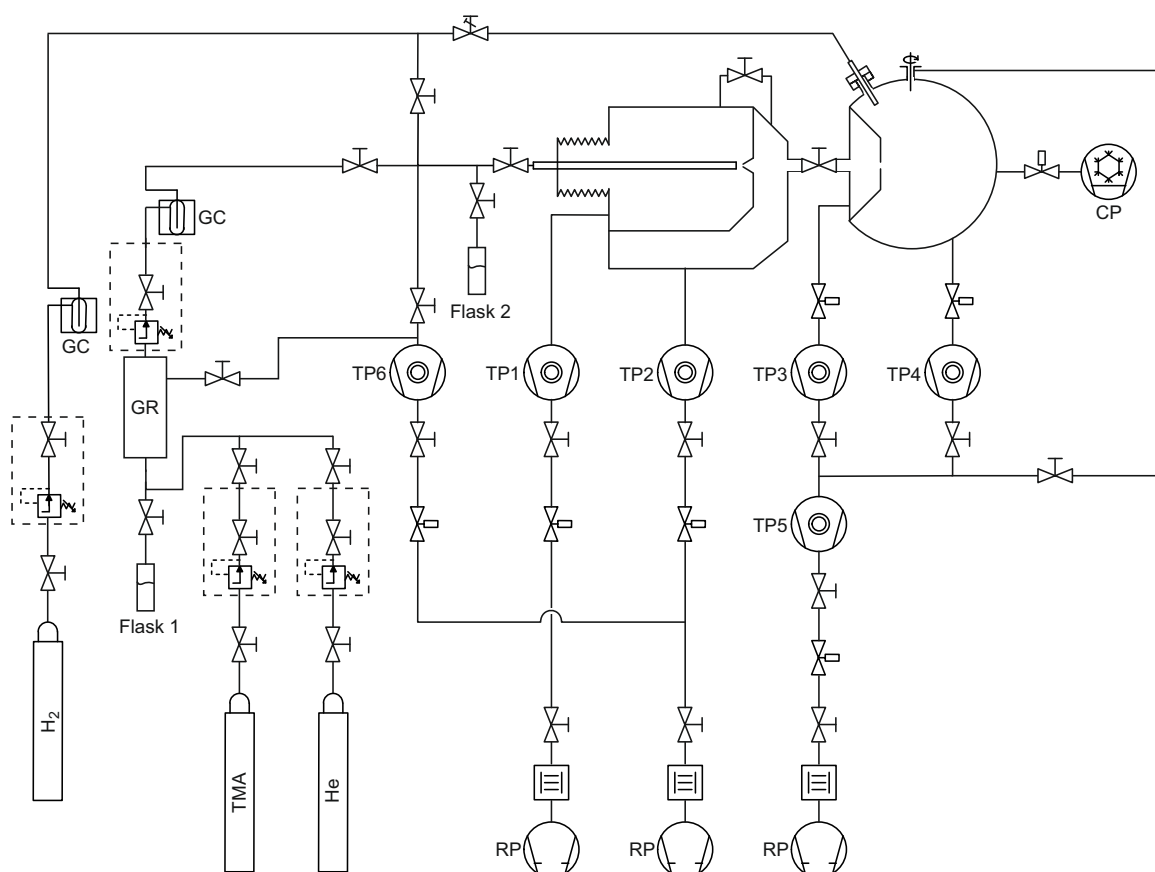 GC
CP
Flask 2
GC
TP6
TP1
TP2
TP3
TP4
GR
TP5
Flask 1
H2
TMA
He
RP
RP
RP